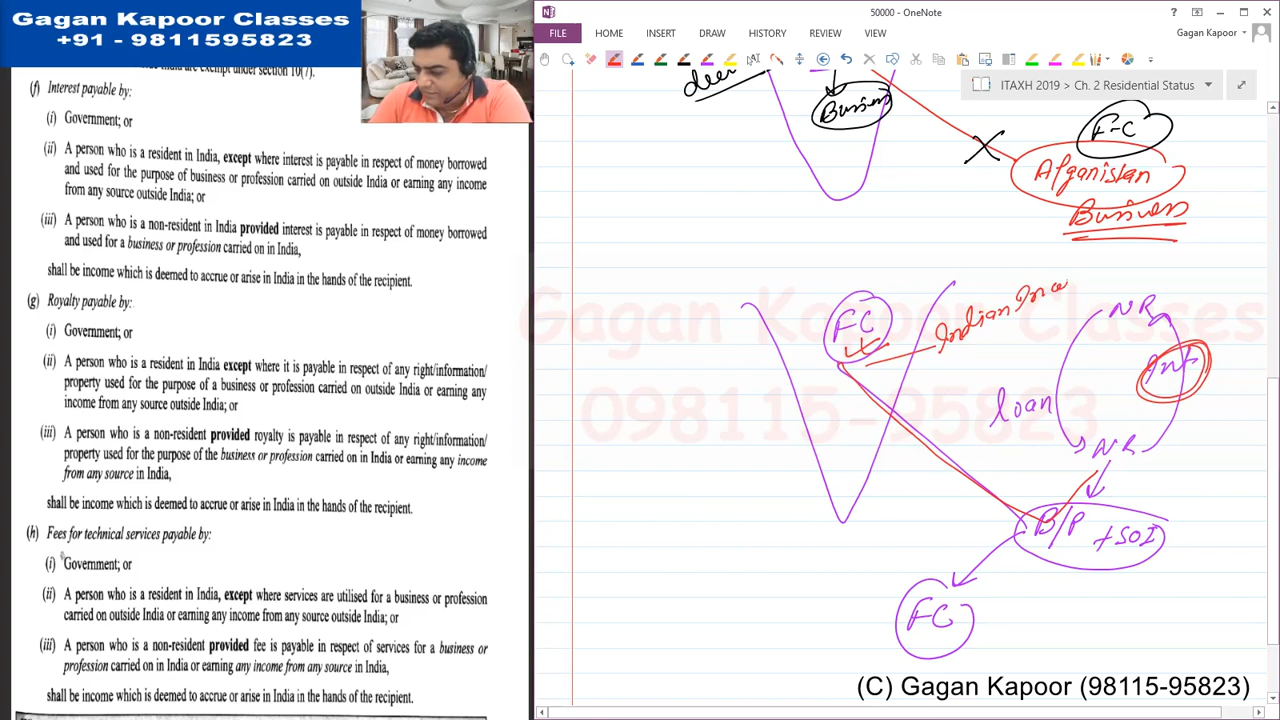 Gagan Kapoor Classes
+91 - 9811595823
are exempt under section 10(7).
(f) Interest payable by:
(i) Government; or
(ii) A person who is a resident in India, except where interest is payable in respect of money borrowed
and used for the purpose of business or profession carried on outside India or earning any income
from any source outside India; or
(iii) A person who is a non-resident in India provided interest is payable in respect of money borrowed
and used for a business or profession carried on in India,
shall be income which is deemed to accrue or arise in India in the hands of the recipient.
(g) Royalty payable by:
(i) Government; or
(ii) A person who is a resident in India except where it is payable in respect of any right/information/
property used for the purpose of a business or profession carried on outside India or earning any
income from any source outside India; or
(iii) A person who is a non-resident provided royalty is payable in respect of any right/information/
property used for the purpose of the business or profession carried on in India or earning any income
from any source in India,
shall be income which is deemed to accrue or arise in India in the hands of the recipient.
(h) Fees for technical services payable by:
(i) Government; or
(ii) A person who is a resident in India, except where services are utilised for a business or profession
carried on outside India or earning any income from any source outside India; or
(iii) A person who is a non-resident provided fee is payable in respect of services for a business or
profession carried on in India or earning any income from any source in India,
shall be income which is deemed to accrue or arise in India in the hands of the recipient.
50000 - OneNote
FILE HOME INSERT DRAW HISTORY REVIEW VIEW
Gagan Kapoor
ITAXH 2019 > Ch. 2 Residential Status
Business
F-C
Afganistan
Business
Gagan Kapoor Classes
098115-95823
FC
NR
Int
loan
NR
B/P
+SOI
FC
(C) Gagan Kapoor (98115-95823)